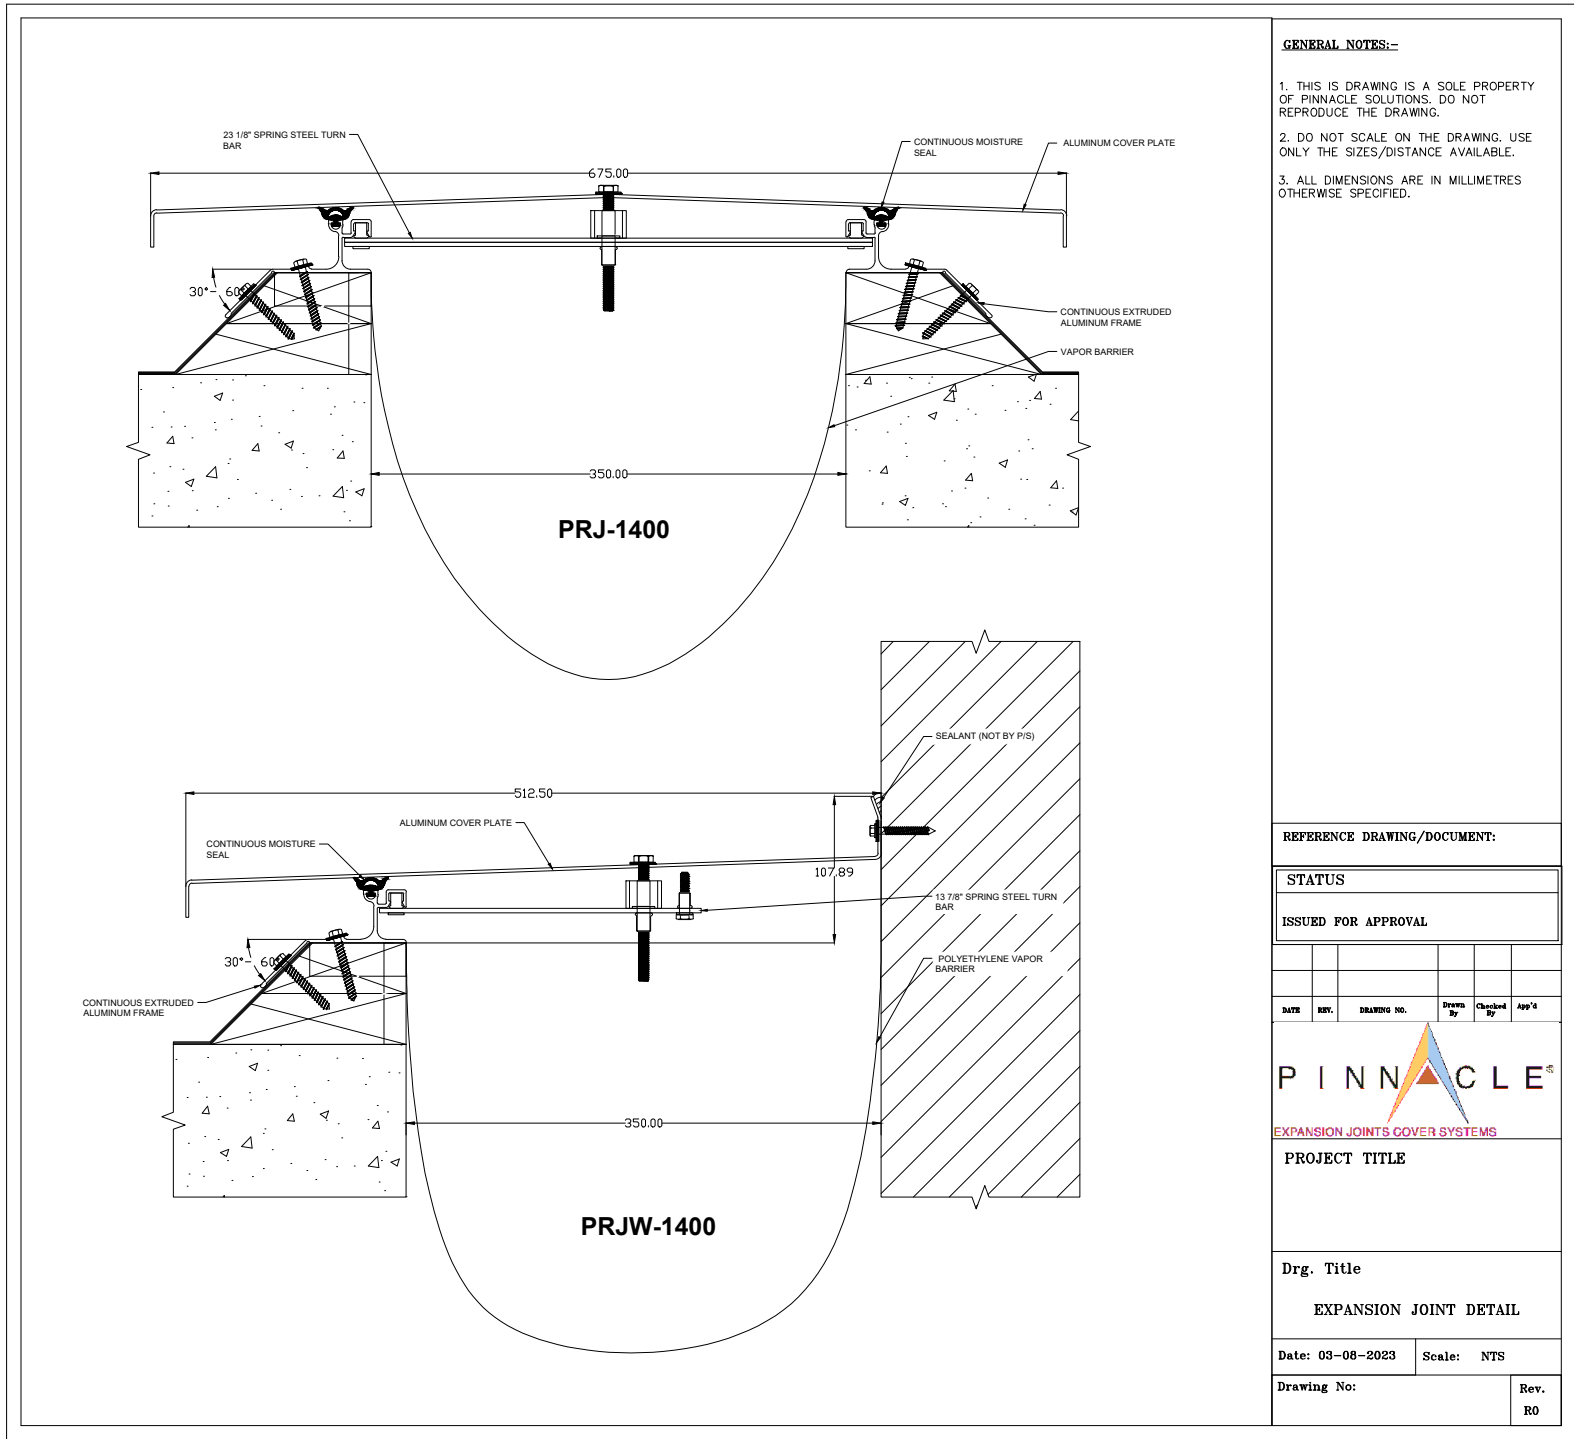 23 1/8" SPRING STEEL TURN
BAR
CONTINUOUS MOISTURE
SEAL
ALUMINUM COVER PLATE
675.00
30°- 60°
CONTINUOUS EXTRUDED
ALUMINUM FRAME
VAPOR BARRIER
350.00
PRJ-1400
SEALANT (NOT BY P/S)
512.50
ALUMINUM COVER PLATE
CONTINUOUS MOISTURE
SEAL
107.89
13 7/8" SPRING STEEL TURN
BAR
30°- 60°
POLYETHYLENE VAPOR
BARRIER
CONTINUOUS EXTRUDED
ALUMINUM FRAME
350.00
PRJW-1400
GENERAL NOTES:-
1. THIS IS DRAWING IS A SOLE PROPERTY
OF PINNACLE SOLUTIONS. DO NOT
REPRODUCE THE DRAWING.
2. DO NOT SCALE ON THE DRAWING. USE
ONLY THE SIZES/DISTANCE AVAILABLE.
3. ALL DIMENSIONS ARE IN MILLIMETRES
OTHERWISE SPECIFIED.
REFERENCE DRAWING/DOCUMENT:
STATUS
ISSUED FOR APPROVAL
DATE REV. DRAWING NO. Drawn By Checked By App'd
PINNACLE
EXPANSION JOINTS COVER SYSTEMS
PROJECT TITLE
Drg. Title
EXPANSION JOINT DETAIL
Date: 03-08-2023 Scale: NTS
Drawing No: Rev.
R0